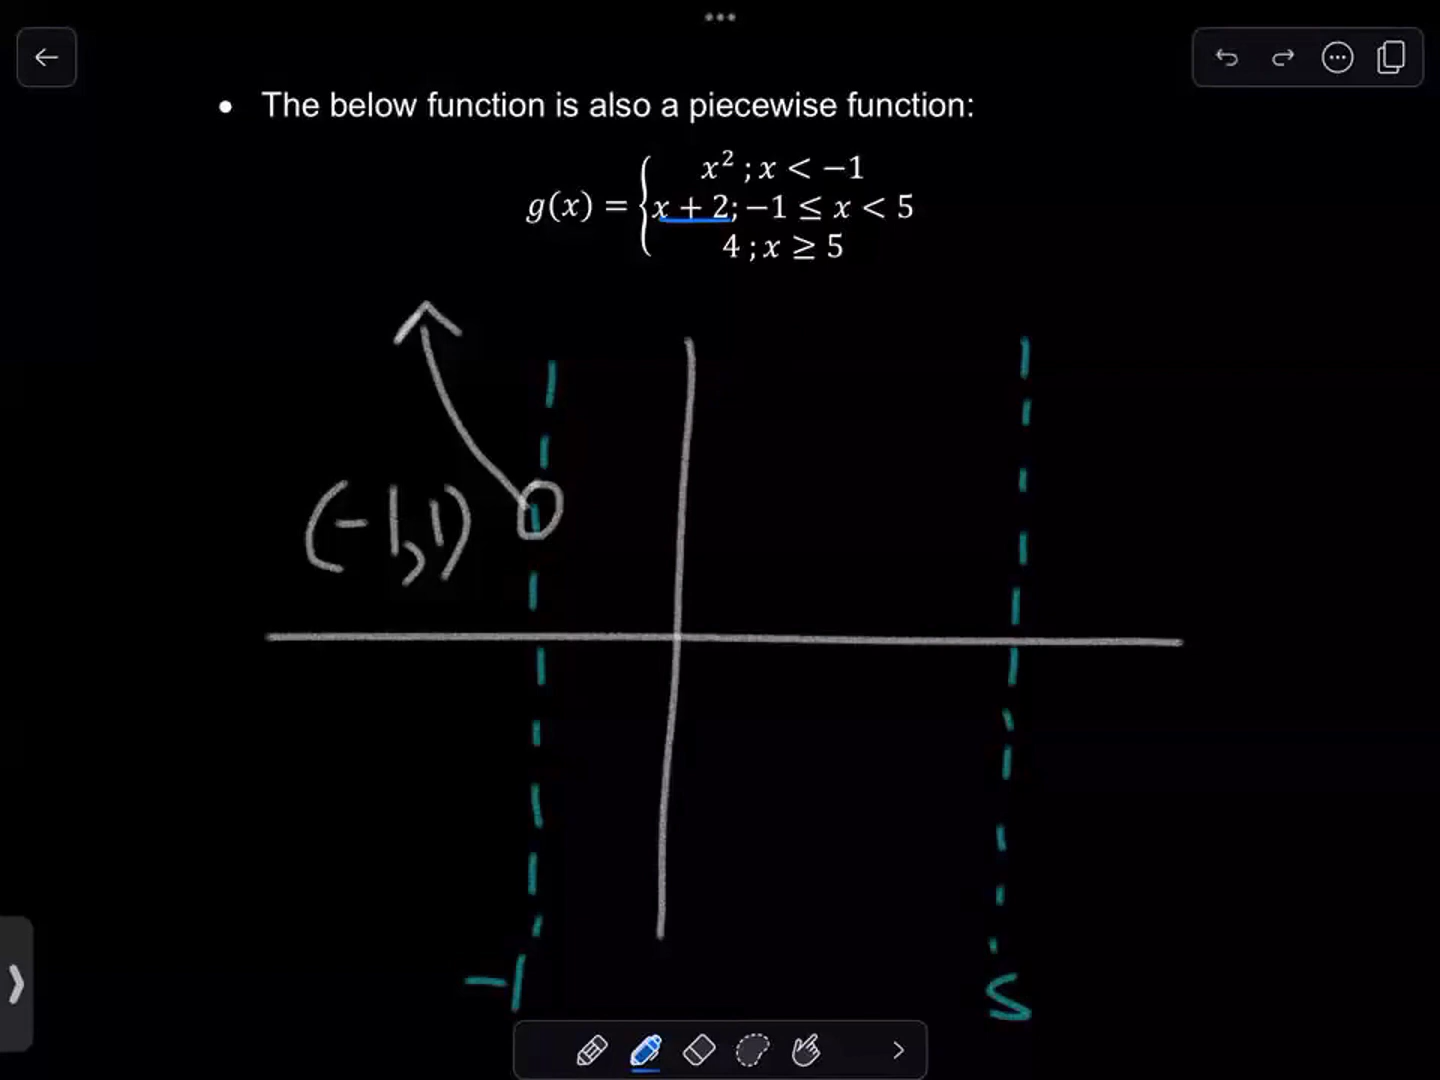 • The below function is also a piecewise function:
g(x) = { x² ; x < −1
x + 2; −1 ≤ x < 5
4 ; x ≥ 5
(-1,1)
-1 5